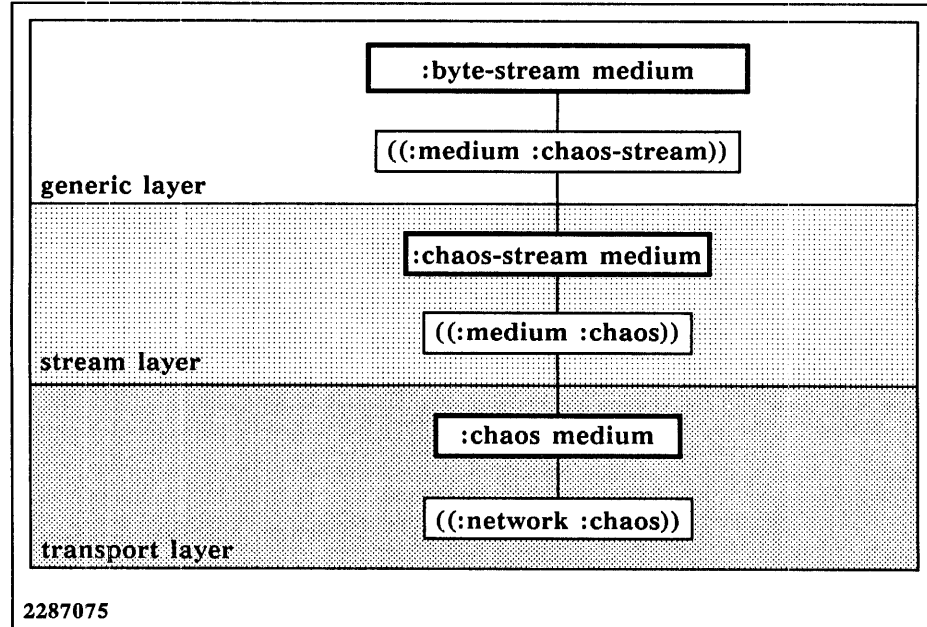 :byte-stream medium
((:medium :chaos-stream))
generic layer
:chaos-stream medium
((:medium :chaos))
stream layer
:chaos medium
((:network :chaos))
transport layer
2287075